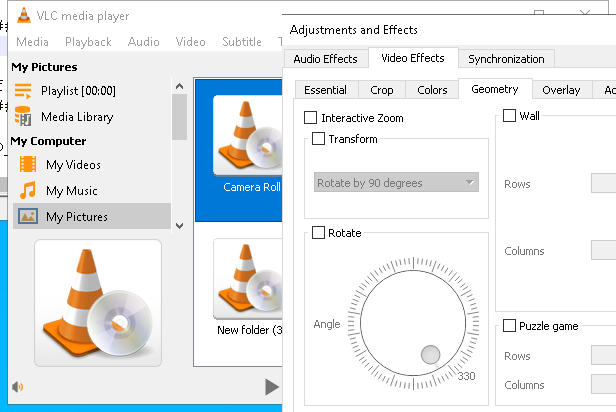 VLC media player
Media Playback Audio Video Subtitle
My Pictures
Playlist [00:00]
Media Library
My Computer
My Videos
My Music
My Pictures
Camera Roll
New folder (3
Adjustments and Effects
Audio Effects Video Effects Synchronization
Essential Crop Colors Geometry Overlay
Interactive Zoom
Transform
Rotate by 90 degrees
Rotate
Angle
330
Wall
Rows
Columns
Puzzle game
Rows
Columns